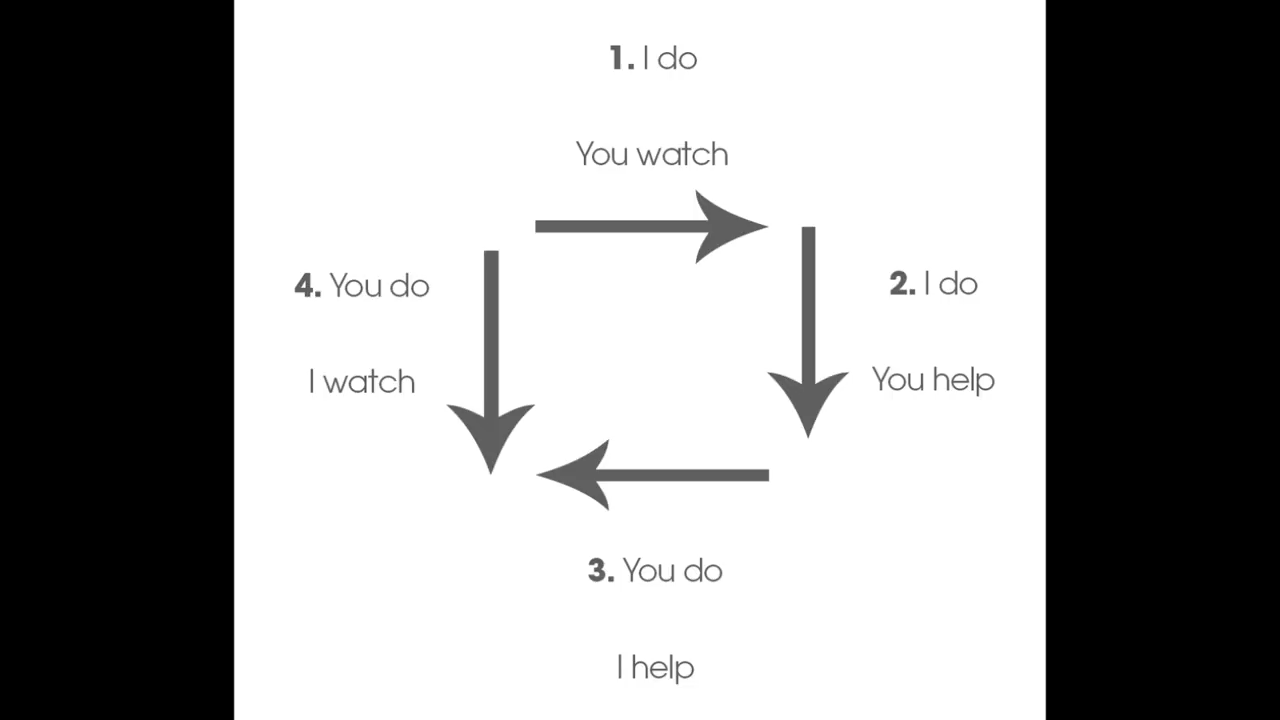 1. I do
You watch
2. I do
You help
3. You do
I help
4. You do
I watch